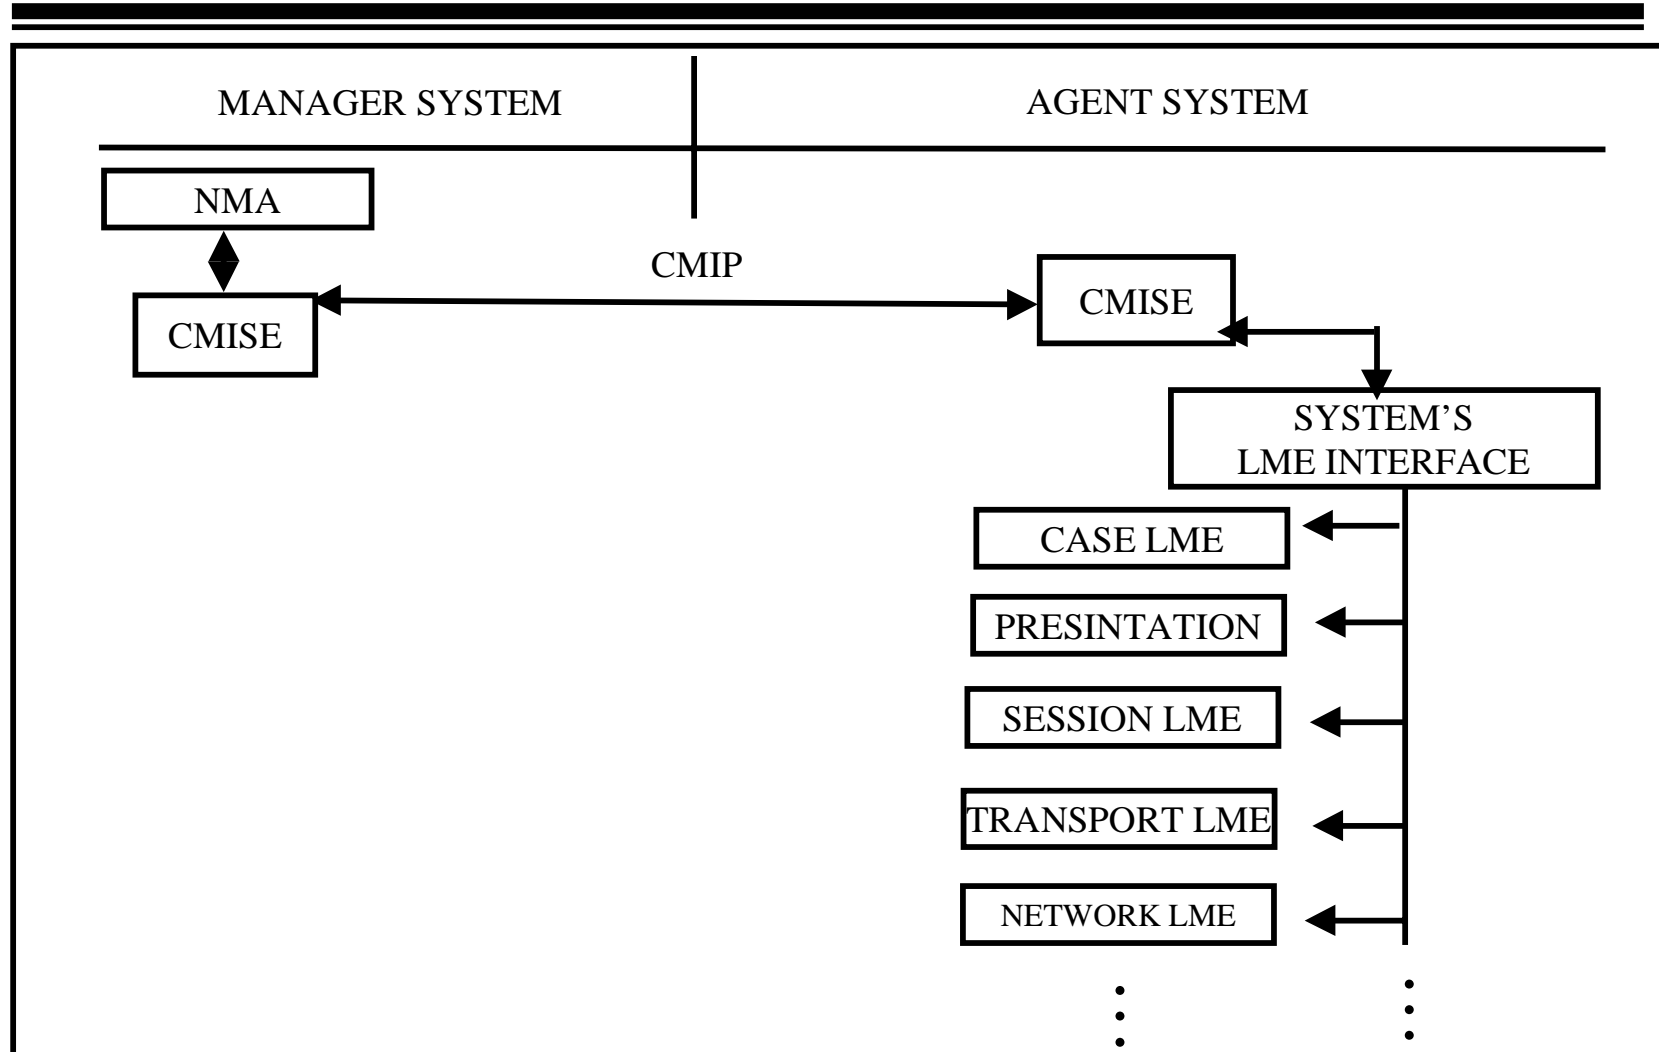 MANAGER SYSTEM
AGENT SYSTEM
NMA
CMIP
CMISE
CMISE
SYSTEM’S
LME INTERFACE
CASE LME
PRESINTATION
SESSION LME
TRANSPORT LME
NETWORK LME